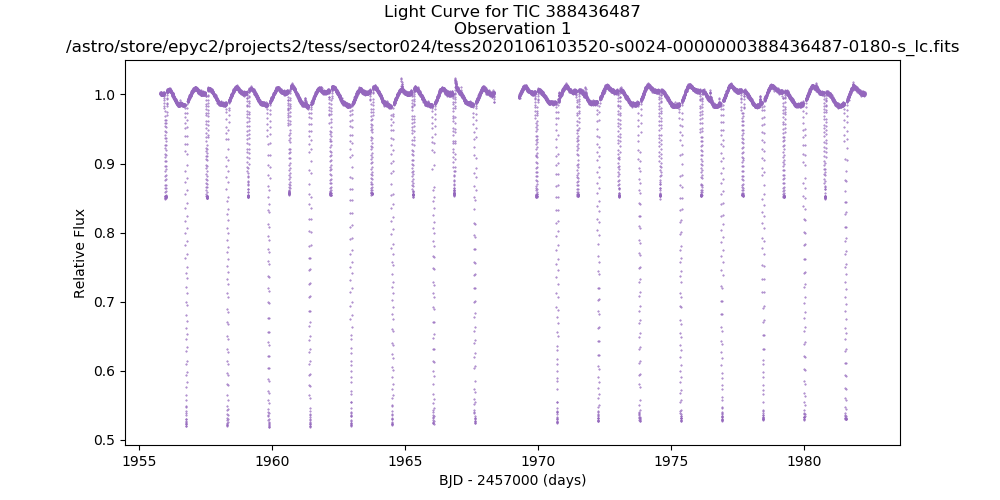 Light Curve for TIC 388436487
Observation 1
/astro/store/epyc2/projects2/tess/sector024/tess2020106103520-s0024-0000000388436487-0180-s_lc.fits
1.0
0.9
0.8
0.7
0.6
0.5
Relative Flux
1955 1960 1965 1970 1975 1980
BJD - 2457000 (days)